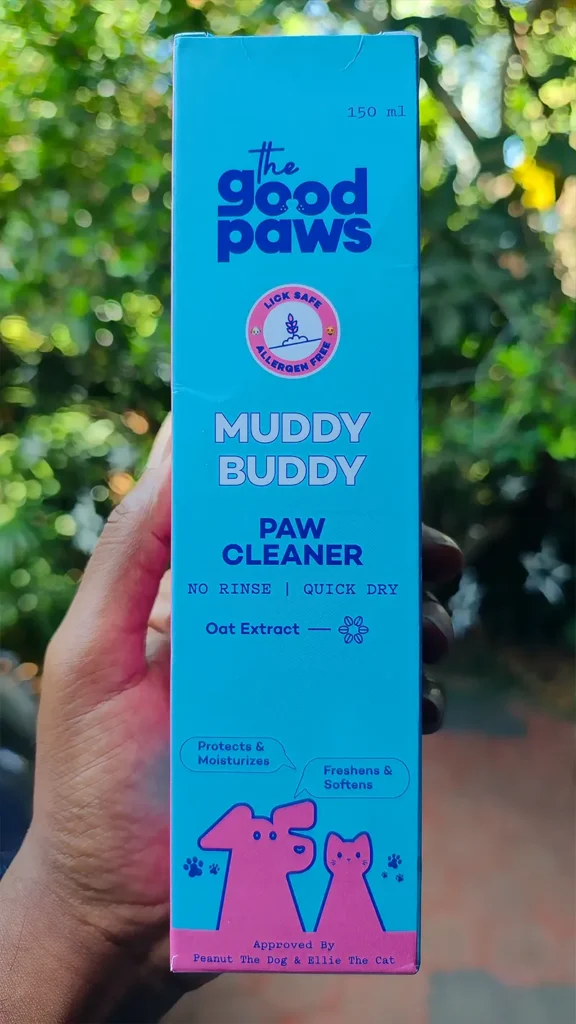 150 ml
the
good
paws
LICK SAFE
ALLERGEN FREE
MUDDY
BUDDY
PAW
CLEANER
NO RINSE | QUICK DRY
Oat Extract
Protects &
Moisturizes
Freshens &
Softens
Approved By
Peanut The Dog & Ellie The Cat